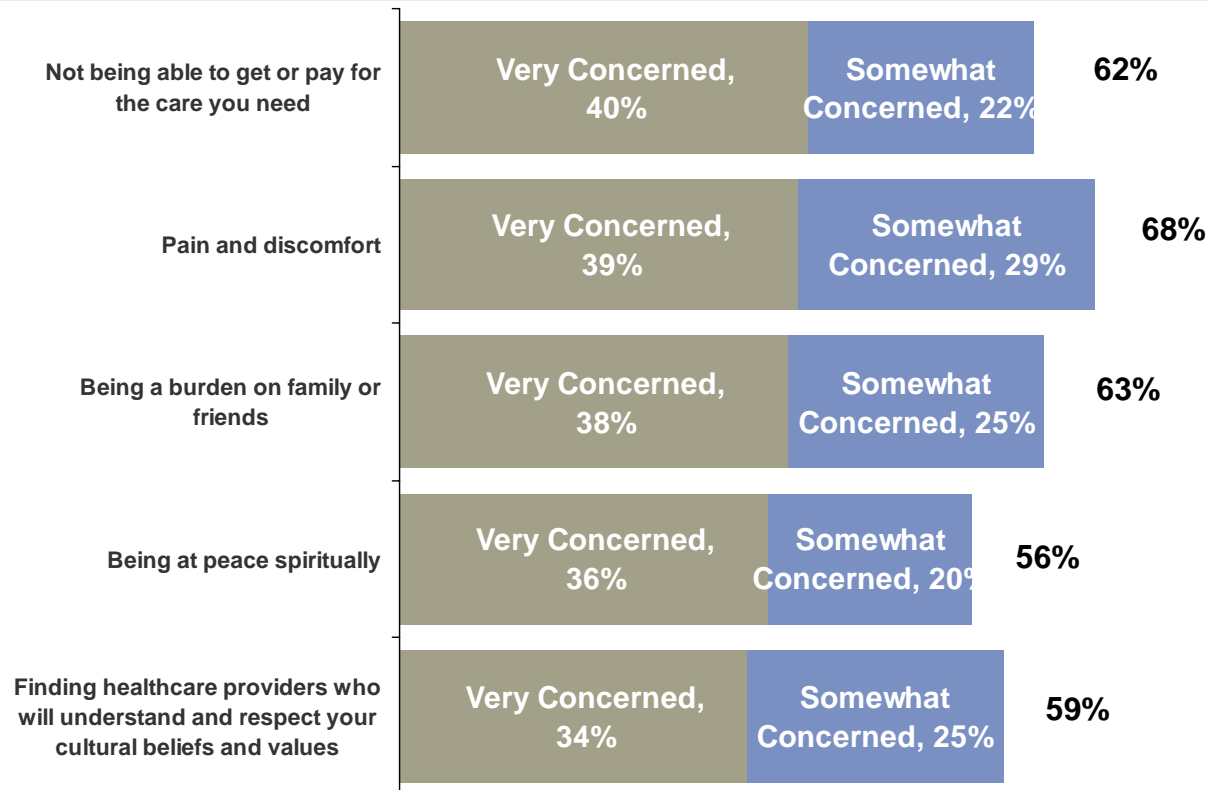 Not being able to get or pay for
the care you need
Very Concerned,
40%
Somewhat
Concerned, 22%
62%
Pain and discomfort
Very Concerned,
39%
Somewhat
Concerned, 29%
68%
Being a burden on family or
friends
Very Concerned,
38%
Somewhat
Concerned, 25%
63%
Being at peace spiritually
Very Concerned,
36%
Somewhat
Concerned, 20%
56%
Finding healthcare providers who
will understand and respect your
cultural beliefs and values
Very Concerned,
34%
Somewhat
Concerned, 25%
59%